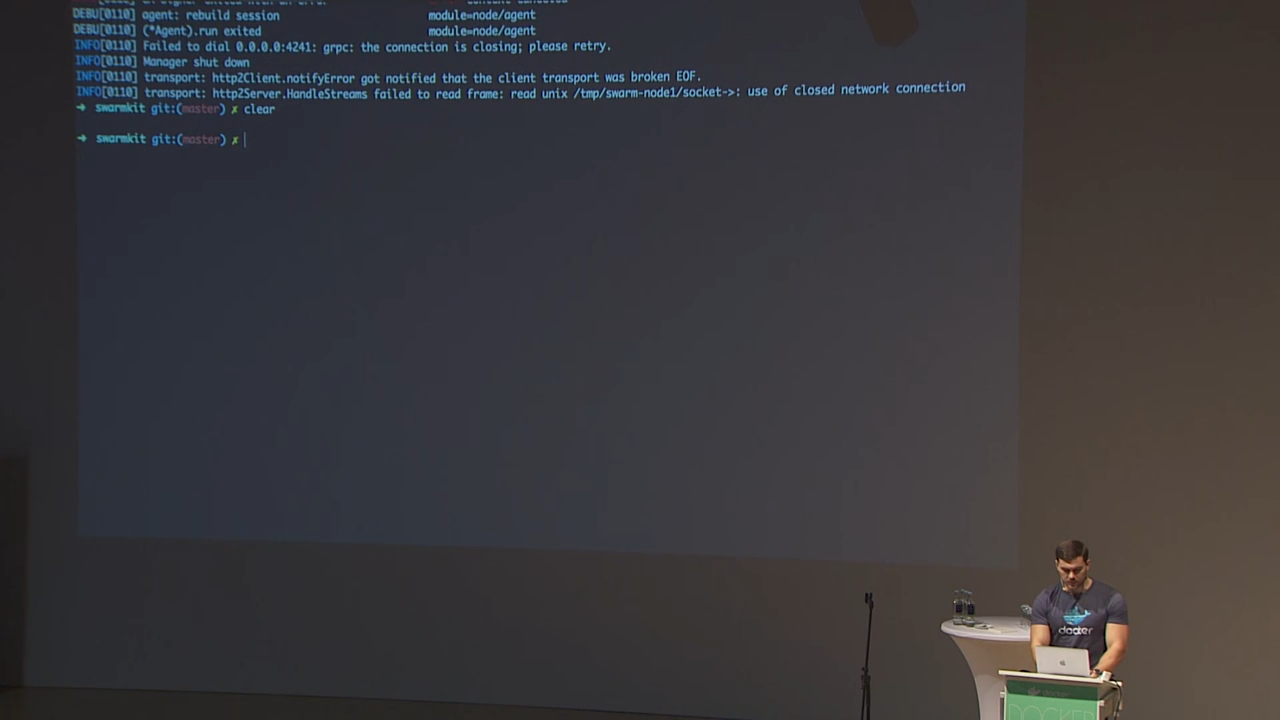 DEBU[0110] agent: rebuild session module=node/agent
DEBU[0110] (*Agent).run exited module=node/agent
INFO[0110] Failed to dial 0.0.0.0:4241: grpc: the connection is closing; please retry.
INFO[0110] Manager shut down
INFO[0110] transport: http2Client.notifyError got notified that the client transport was broken EOF.
INFO[0110] transport: http2Server.HandleStreams failed to read frame: read unix /tmp/swarm-node1/socket->: use of closed network connection
➜ swarmkit git:(master) ✗ clear
➜ swarmkit git:(master) ✗
docker
docker
DOCKER